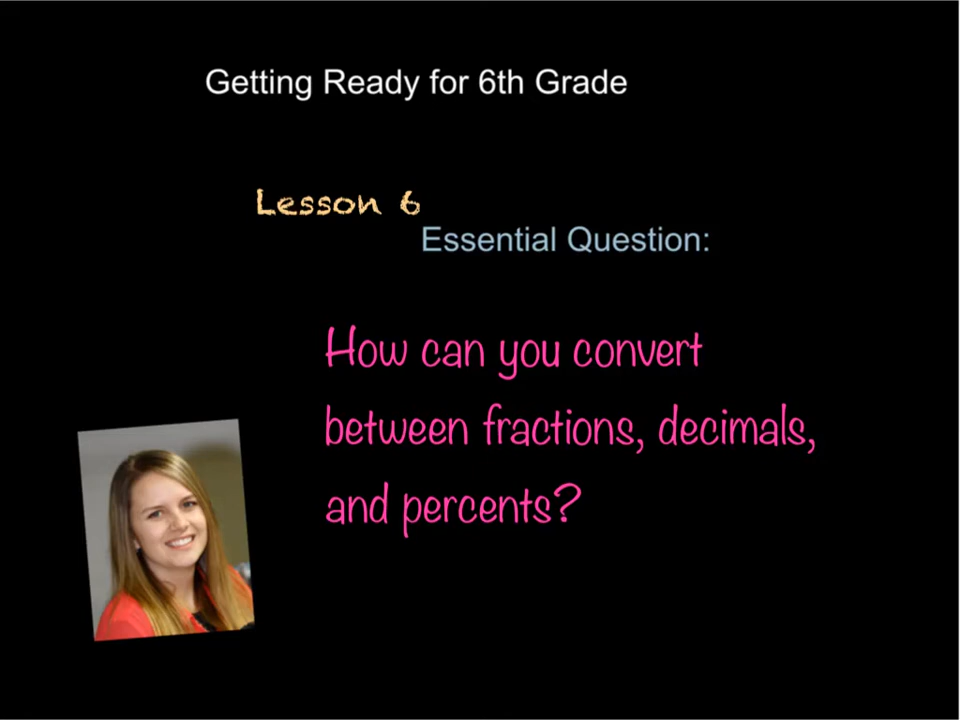 Getting Ready for 6th Grade
Lesson 6
Essential Question:
How can you convert
between fractions, decimals,
and percents?